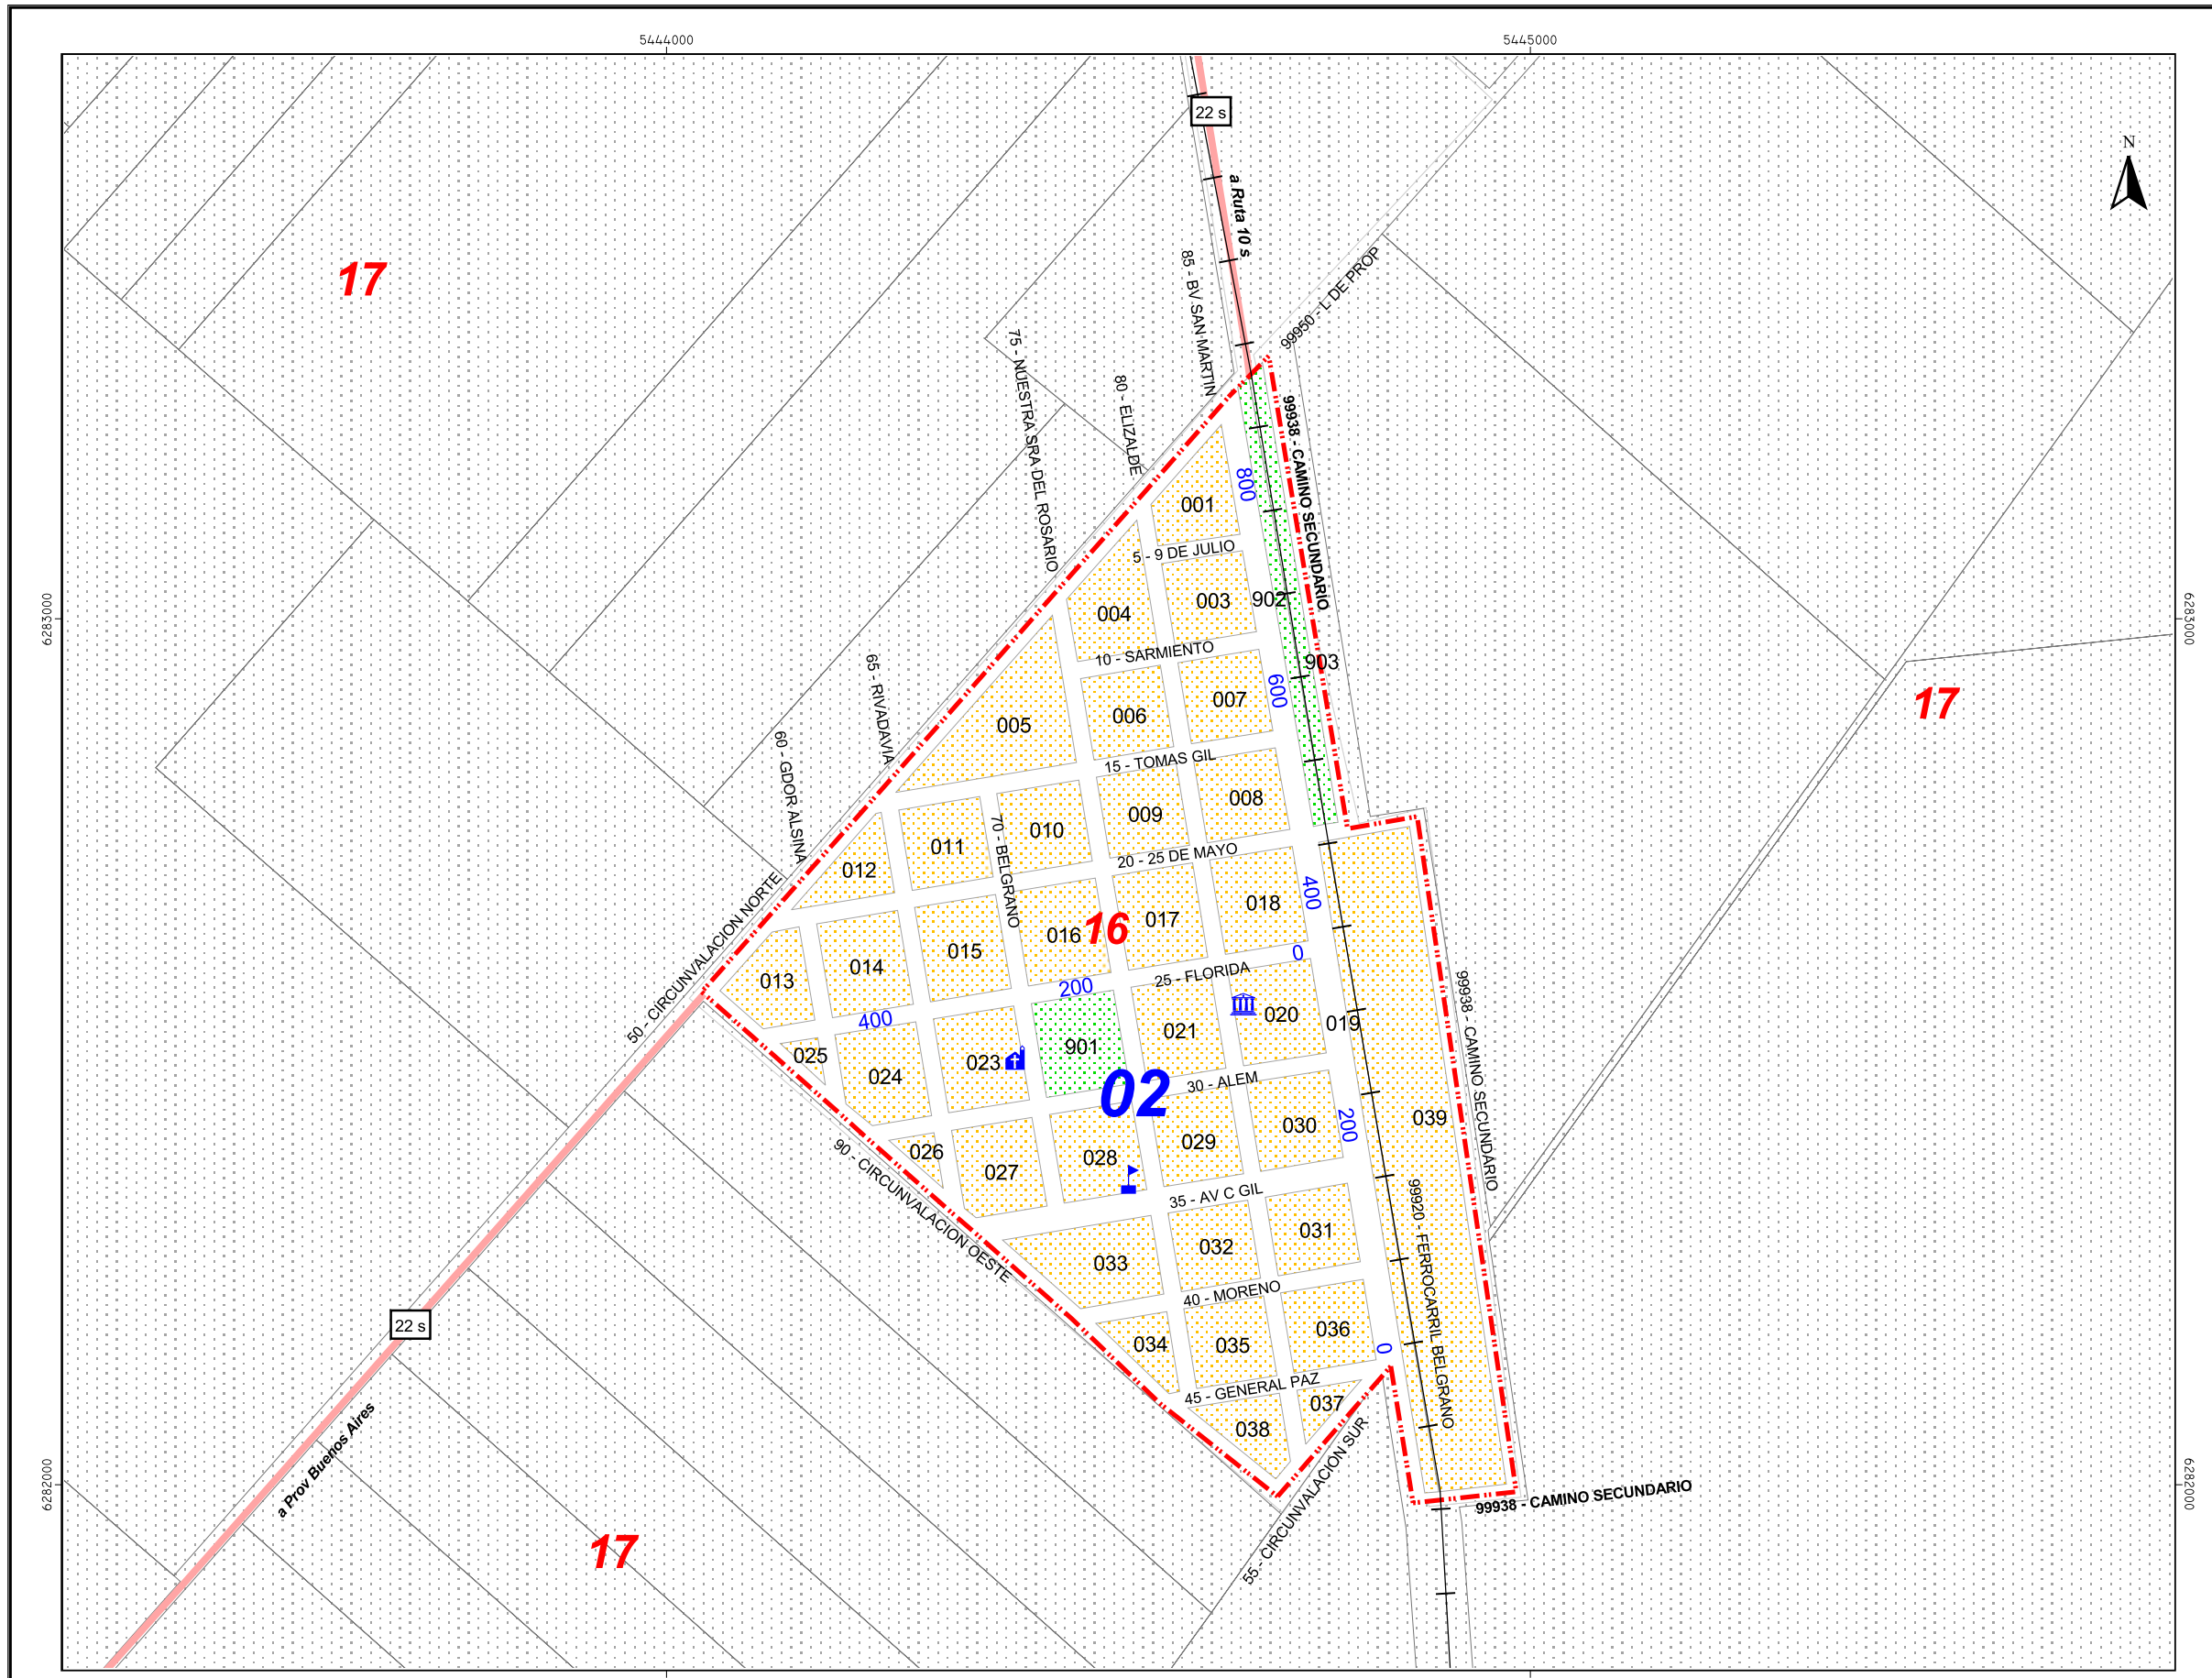 5444000
5445000
22 s
N
a Ruta 10 s
17
85 - BV SAN MARTIN
99950 - L DE PROP
75 - NUESTRA SRA DEL ROSARIO
80 - ELIZALDE
99938 - CAMINO SECUNDARIO
800
001
5 - 9 DE JULIO
6283000
6283000
004
003
902
10 - SARMIENTO
903
65 - RIVADAVIA
600
17
005
006
007
60 - GDOR ALSINA
15 - TOMAS GIL
008
009
010
011
70 - BELGRANO
012
20 - 25 DE MAYO
400
50 - CIRCUNVALACION NORTE
018
017
16
016
015
014
013
0
25 - FLORIDA
200
400
99938 - CAMINO SECUNDARIO
019
020
021
901
023
024
025
02
30 - ALEM
200
039
030
029
028
027
026
90 - CIRCUNVALACION OESTE
35 - AV C GIL
99920 - FERROCARRIL BELGRANO
031
032
033
40 - MORENO
22 s
034
035
036
0
45 - GENERAL PAZ
037
038
a Prov Buenos Aires
55 - CIRCUNVALACION SUR
6282000
6282000
99938 - CAMINO SECUNDARIO
17